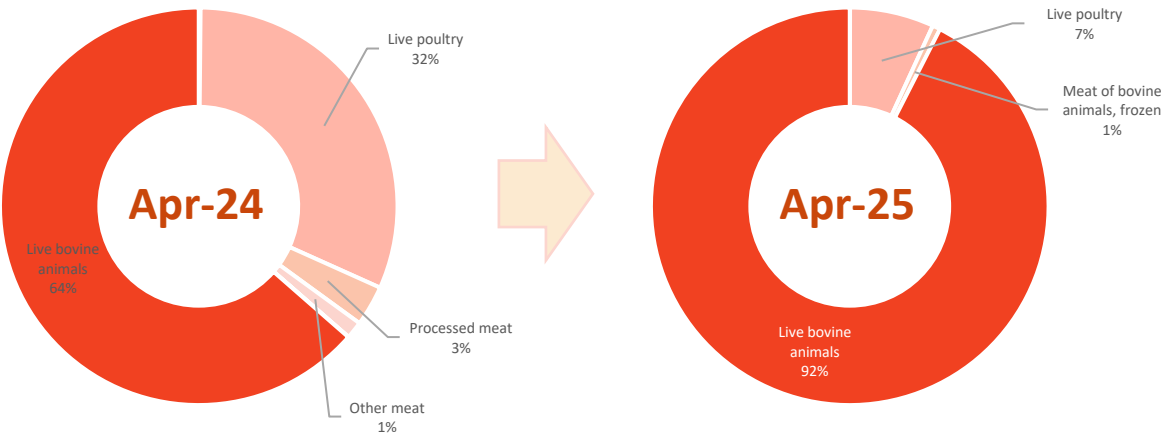 Live poultry
32%
Apr-24
Live bovine
animals
64%
Processed meat
3%
Other meat
1%
Live poultry
7%
Meat of bovine
animals, frozen
1%
Apr-25
Live bovine
animals
92%